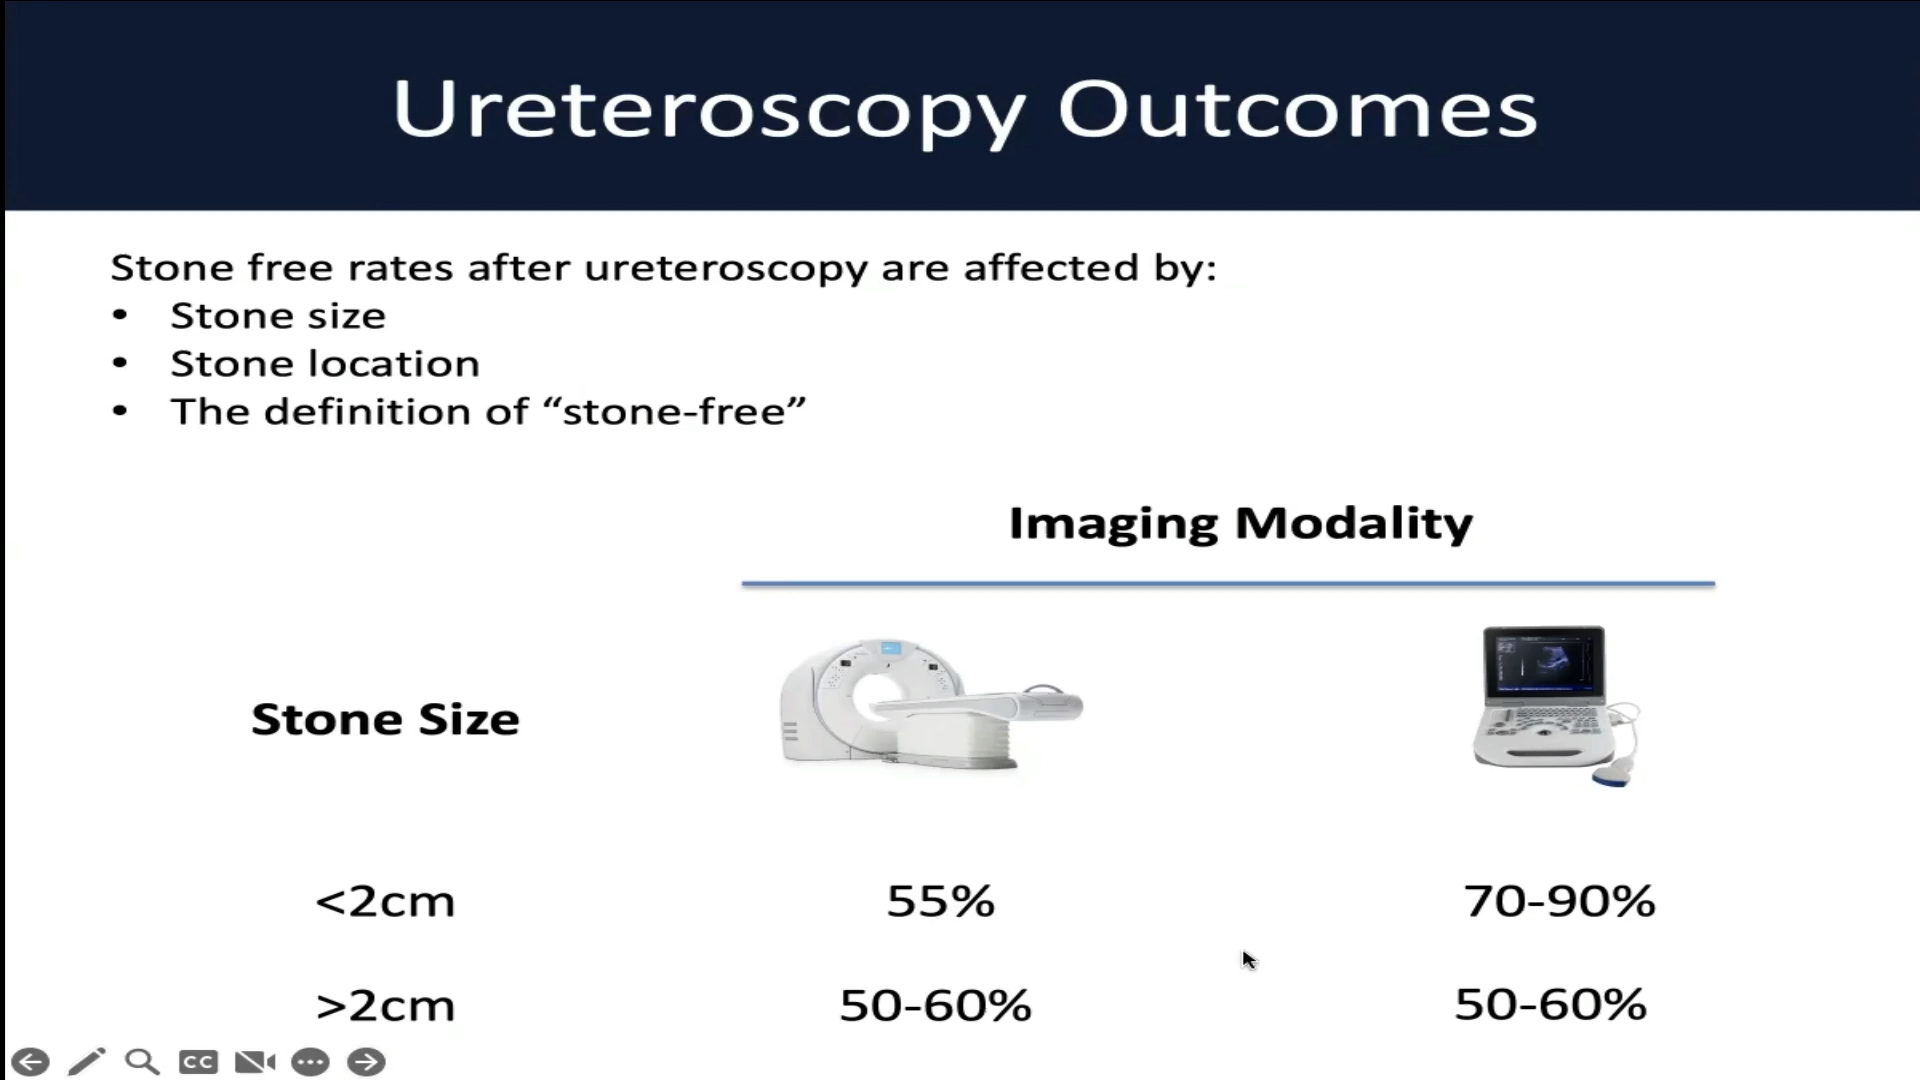 Ureteroscopy Outcomes
Stone free rates after ureteroscopy are affected by:
• Stone size
• Stone location
• The definition of “stone-free”
Imaging Modality
Stone Size
<2cm 55% 70-90%
>2cm 50-60% 50-60%
CC